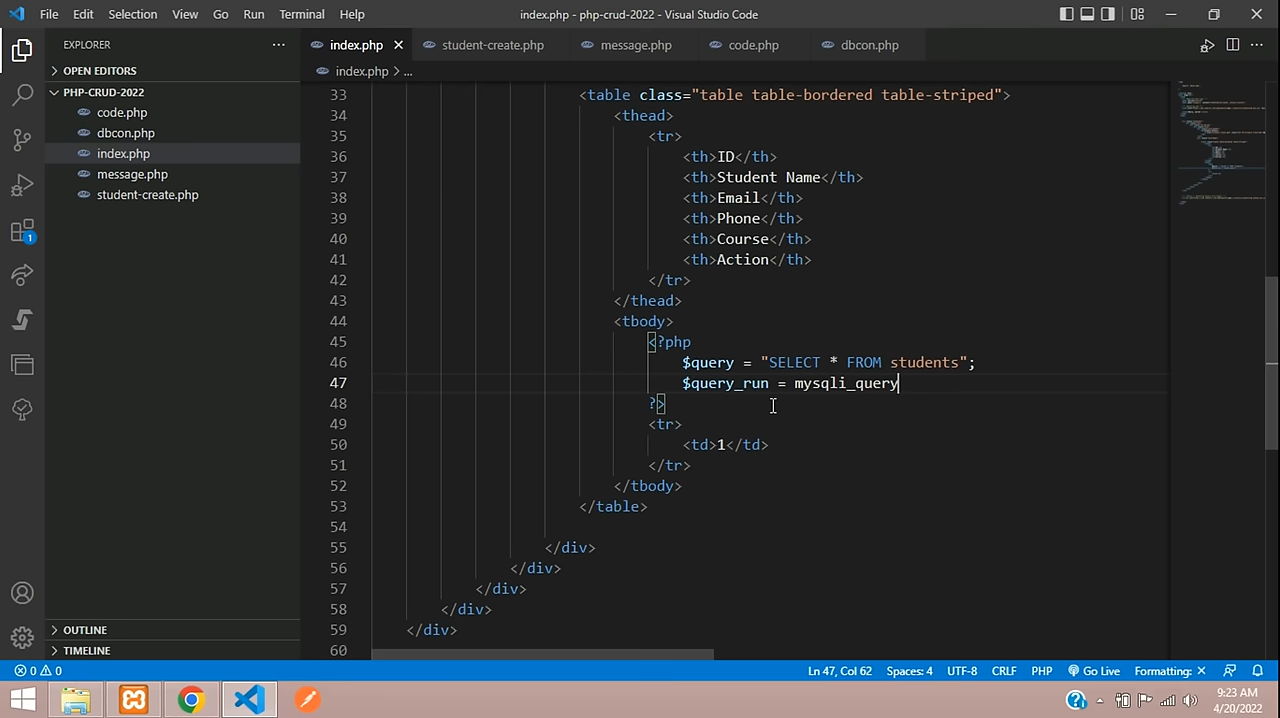 File Edit Selection View Go Run Terminal Help index.php - php-crud-2022 - Visual Studio Code
EXPLORER ··· index.php student-create.php message.php code.php dbcon.php ···
OPEN EDITORS
index.php > ...
PHP-CRUD-2022
code.php
dbcon.php
index.php
message.php
student-create.php
33 <table class="table table-bordered table-striped">
34 <thead>
35 <tr>
36 <th>ID</th>
37 <th>Student Name</th>
38 <th>Email</th>
39 <th>Phone</th>
40 <th>Course</th>
41 <th>Action</th>
42 </tr>
43 </thead>
44 <tbody>
45 <?php
46 $query = "SELECT * FROM students";
47 $query_run = mysqli_query
48 ?>
49 <tr>
50 <td>1</td>
51 </tr>
52 </tbody>
53 </table>
54
55 </div>
56 </div>
57 </div>
58 </div>
59 </div>
60
1
OUTLINE
TIMELINE
0 0 Ln 47, Col 62 Spaces: 4 UTF-8 CRLF PHP Go Live Formatting: ✕
9:23 AM
4/20/2022